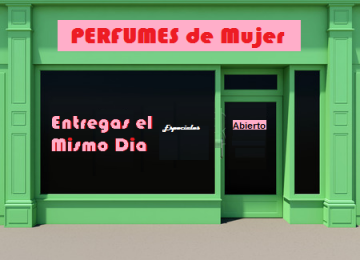 PERFUMES de Mujer
Entregas el
Mismo Dia
Especiales
Abierto